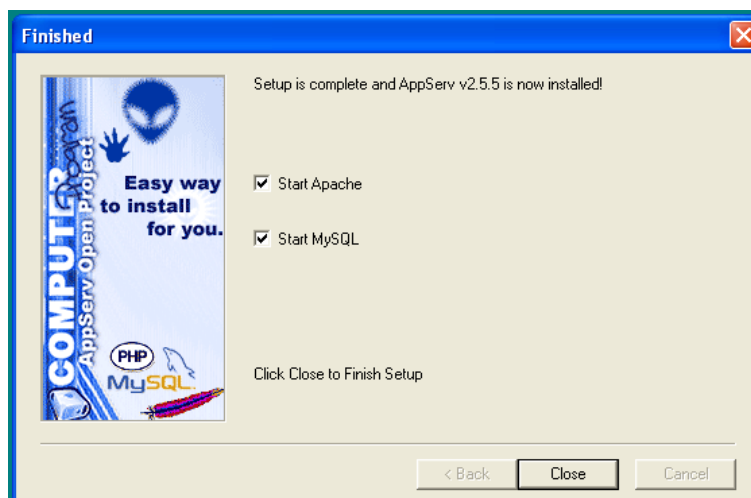 Finished
Setup is complete and AppServ v2.5.5 is now installed!
COMPUTER
Program
AppServ Open Project
Easy way
to install
for you.
Start Apache
Start MySQL
PHP
MySQL
Click Close to Finish Setup
< Back
Close
Cancel